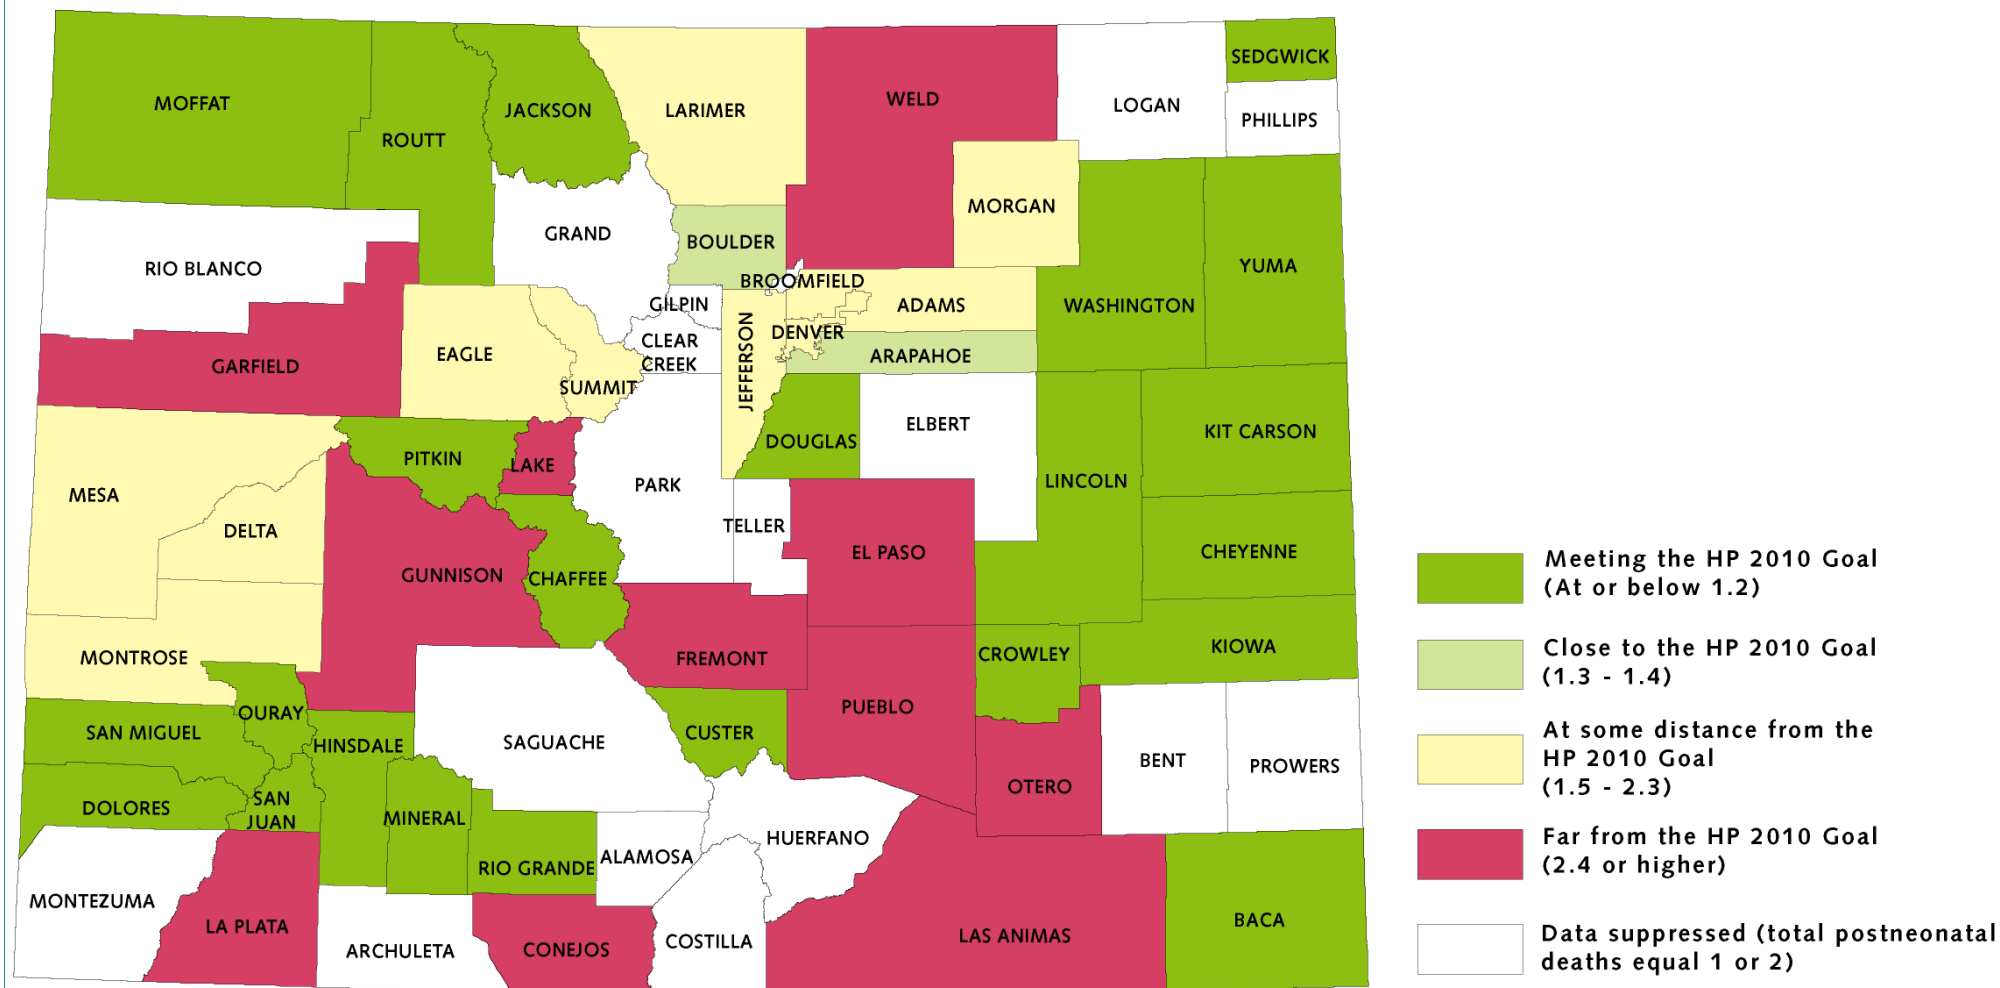 SEDGWICK
MOFFAT
JACKSON
LARIMER
WELD
LOGAN
PHILLIPS
ROUTT
MORGAN
GRAND
BOULDER
RIO BLANCO
YUMA
BROOMFIELD
GILPIN
ADAMS
WASHINGTON
JEFFERSON
DENVER
CLEAR
CREEK
EAGLE
ARAPAHOE
GARFIELD
SUMMIT
ELBERT
KIT CARSON
DOUGLAS
PITKIN
LAKE
LINCOLN
PARK
MESA
TELLER
DELTA
EL PASO
CHEYENNE
GUNNISON
CHAFFEE
KIOWA
CROWLEY
MONTROSE
FREMONT
PUEBLO
OURAY
SAN MIGUEL
CUSTER
SAGUACHE
HINSDALE
BENT
PROWERS
OTERO
SAN
JUAN
DOLORES
MINERAL
HUERFANO
ALAMOSA
RIO GRANDE
MONTEZUMA
LA PLATA
BACA
LAS ANIMAS
COSTILLA
CONEJOS
ARCHULETA
Meeting the HP 2010 Goal
(At or below 1.2)
Close to the HP 2010 Goal
(1.3 - 1.4)
At some distance from the
HP 2010 Goal
(1.5 - 2.3)
Far from the HP 2010 Goal
(2.4 or higher)
Data suppressed (total postneonatal
deaths equal 1 or 2)